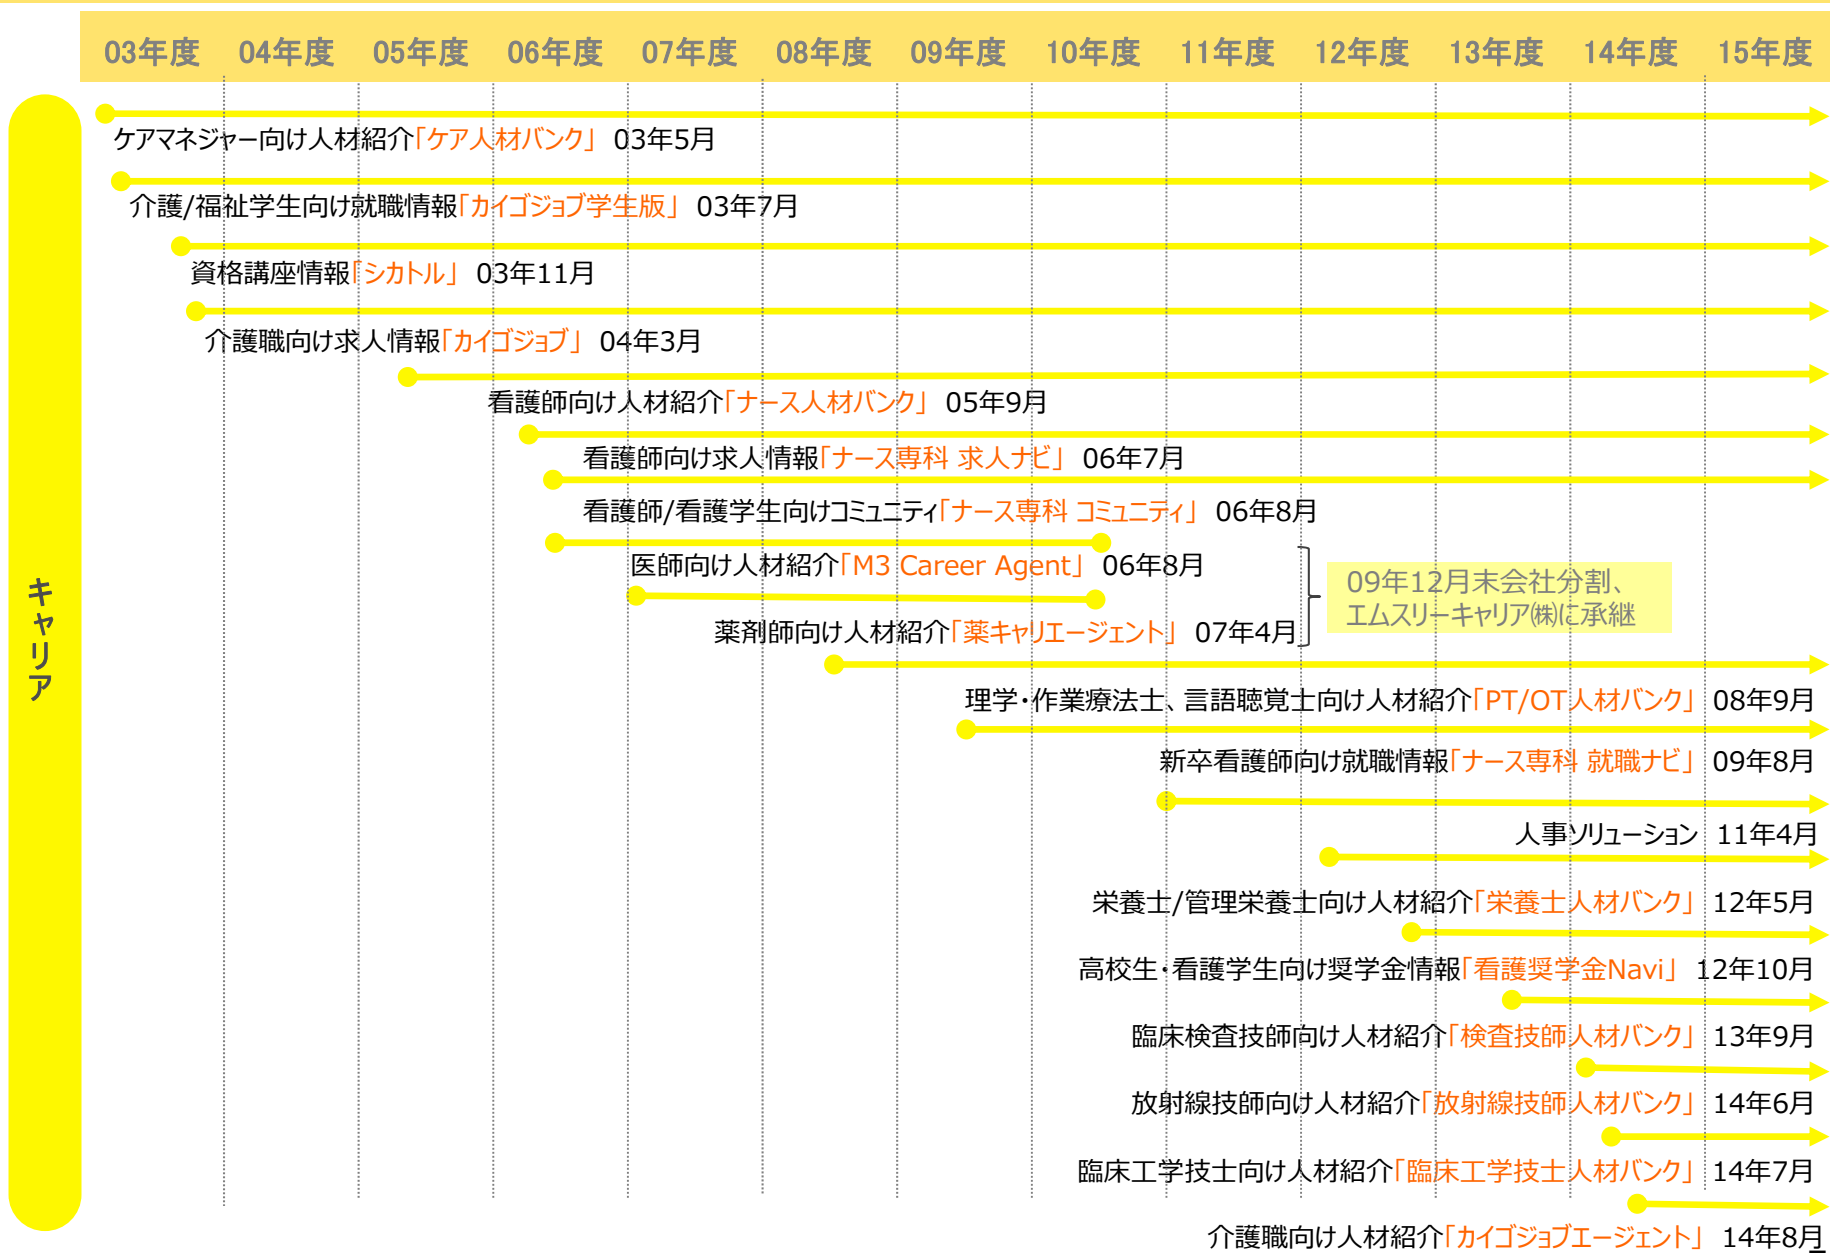 03年度 04年度 05年度 06年度 07年度 08年度 09年度 10年度 11年度 12年度 13年度 14年度 15年度
キャリア
ケアマネジャー向け人材紹介「ケア人材バンク」 03年5月
介護/福祉学生向け就職情報「カイゴジョブ学生版」 03年7月
資格講座情報「シカトル」 03年11月
介護職向け求人情報「カイゴジョブ」 04年3月
看護師向け人材紹介「ナース人材バンク」 05年9月
看護師向け求人情報「ナース専科 求人ナビ」 06年7月
看護師/看護学生向けコミュニティ「ナース専科 コミュニティ」 06年8月
医師向け人材紹介「M3 Career Agent」 06年8月
薬剤師向け人材紹介「薬キャリエージェント」 07年4月
09年12月末会社分割、
エムスリーキャリア㈱に承継
理学・作業療法士、言語聴覚士向け人材紹介「PT/OT人材バンク」 08年9月
新卒看護師向け就職情報「ナース専科 就職ナビ」 09年8月
人事ソリューション 11年4月
栄養士/管理栄養士向け人材紹介「栄養士人材バンク」 12年5月
高校生・看護学生向け奨学金情報「看護奨学金Navi」 12年10月
臨床検査技師向け人材紹介「検査技師人材バンク」 13年9月
放射線技師向け人材紹介「放射線技師人材バンク」 14年6月
臨床工学技士向け人材紹介「臨床工学技士人材バンク」 14年7月
介護職向け人材紹介「カイゴジョブエージェント」 14年8月